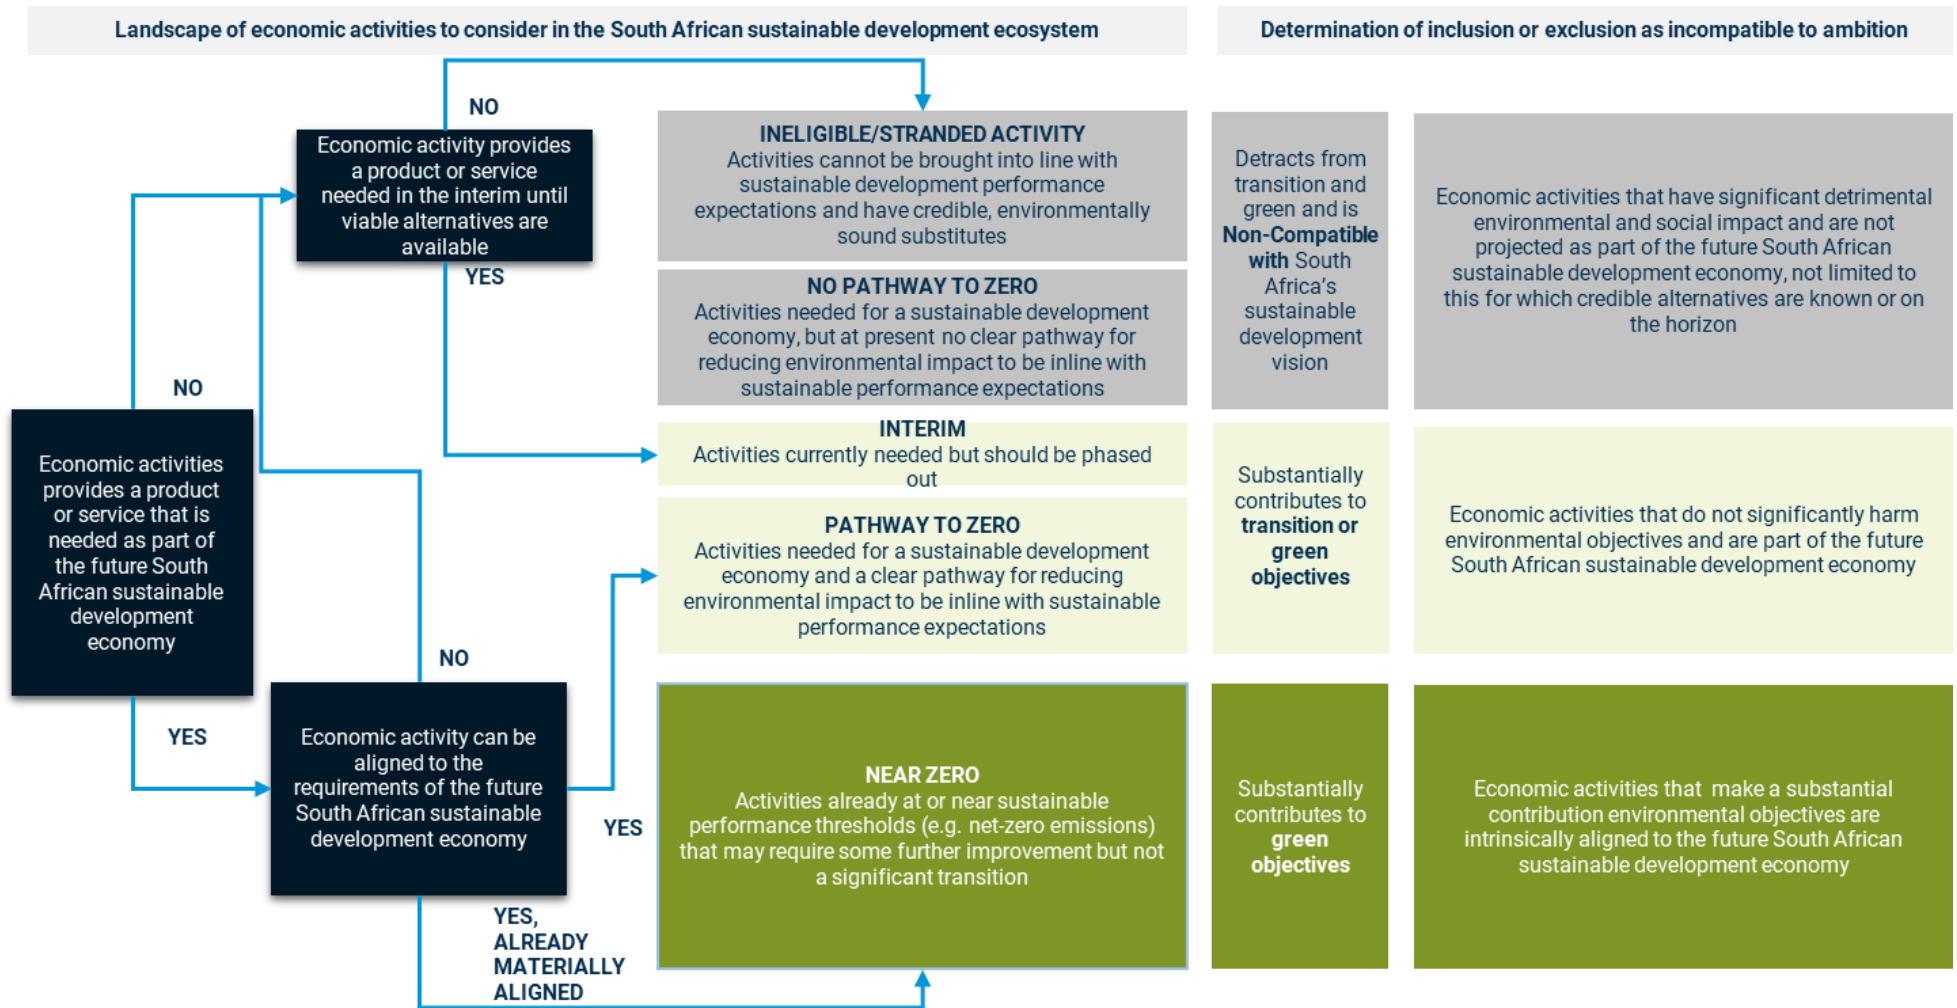 Landscape of economic activities to consider in the South African sustainable development ecosystem
Determination of inclusion or exclusion as incompatible to ambition
NO
Economic activity provides
a product or service
needed in the interim until
viable alternatives are
available
YES
NO
Economic activities
provides a product
or service that is
needed as part of
the future South
African sustainable
development
economy
YES
NO
Economic activity can be
aligned to the
requirements of the future
South African sustainable
development economy
YES
YES,
ALREADY
MATERIALLY
ALIGNED
INELIGIBLE/STRANDED ACTIVITY
Activities cannot be brought into line with
sustainable development performance
expectations and have credible, environmentally
sound substitutes
NO PATHWAY TO ZERO
Activities needed for a sustainable development
economy, but at present no clear pathway for
reducing environmental impact to be inline with
sustainable performance expectations
Detracts from
transition and
green and is
Non-Compatible
with South
Africa's
sustainable
development
vision
Economic activities that have significant detrimental
environmental and social impact and are not
projected as part of the future South African
sustainable development economy, not limited to
this for which credible alternatives are known or on
the horizon
INTERIM
Activities currently needed but should be phased
out
PATHWAY TO ZERO
Activities needed for a sustainable development
economy and a clear pathway for reducing
environmental impact to be inline with sustainable
performance expectations
Substantially
contributes to
transition or
green
objectives
Economic activities that do not significantly harm
environmental objectives and are part of the future
South African sustainable development economy
NEAR ZERO
Activities already at or near sustainable
performance thresholds (e.g. net-zero emissions)
that may require some further improvement but not
a significant transition
Substantially
contributes to
green
objectives
Economic activities that make a substantial
contribution environmental objectives are
intrinsically aligned to the future South African
sustainable development economy